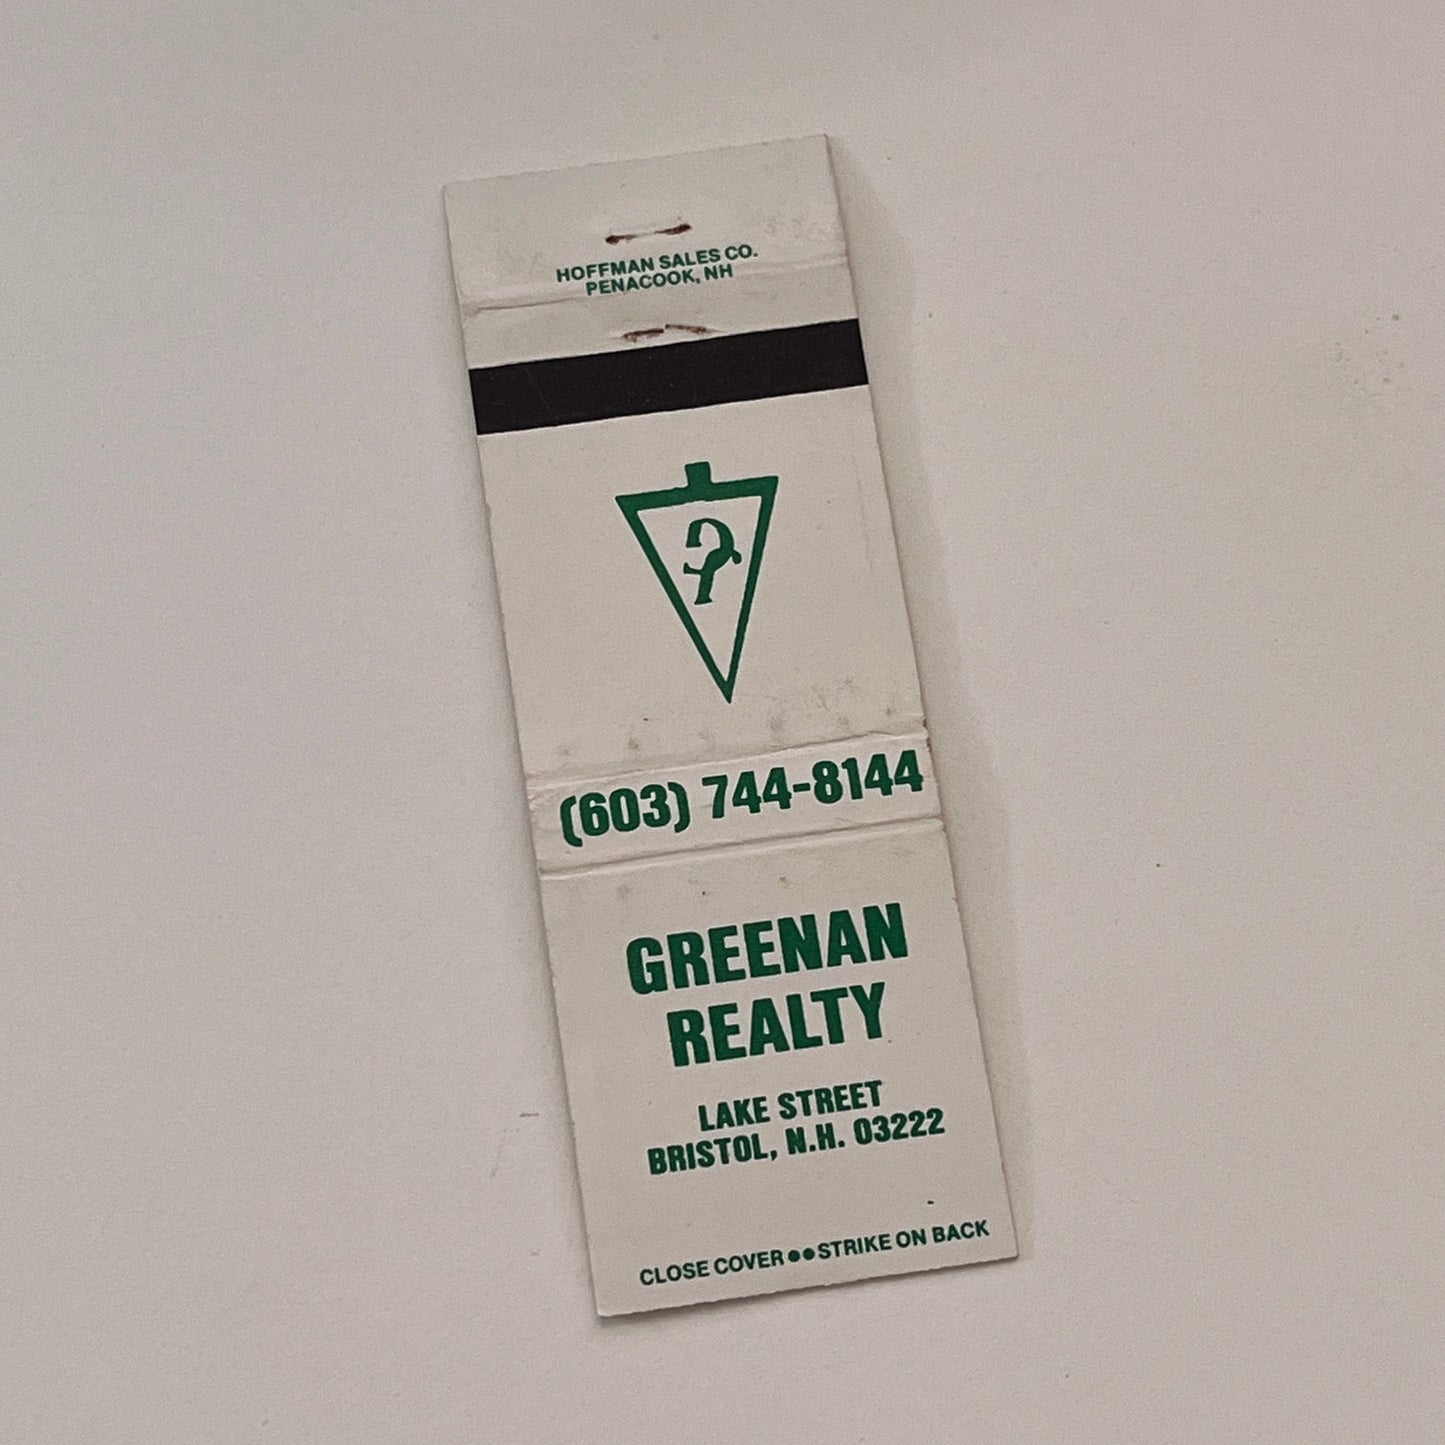 HOFFMAN SALES CO.
PENACOOK, NH
(603) 744-8144
GREENAN
REALTY
LAKE STREET
BRISTOL, N.H. 03222
CLOSE COVER●●STRIKE ON BACK